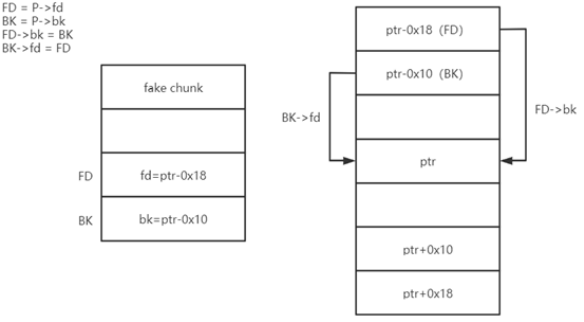 FD = P->fd
BK = P->bk
FD->bk = BK
BK->fd = FD
fake chunk
FD
fd=ptr-0x18
BK
bk=ptr-0x10
ptr-0x18 (FD)
ptr-0x10 (BK)
BK->fd
FD->bk
ptr
ptr+0x10
ptr+0x18